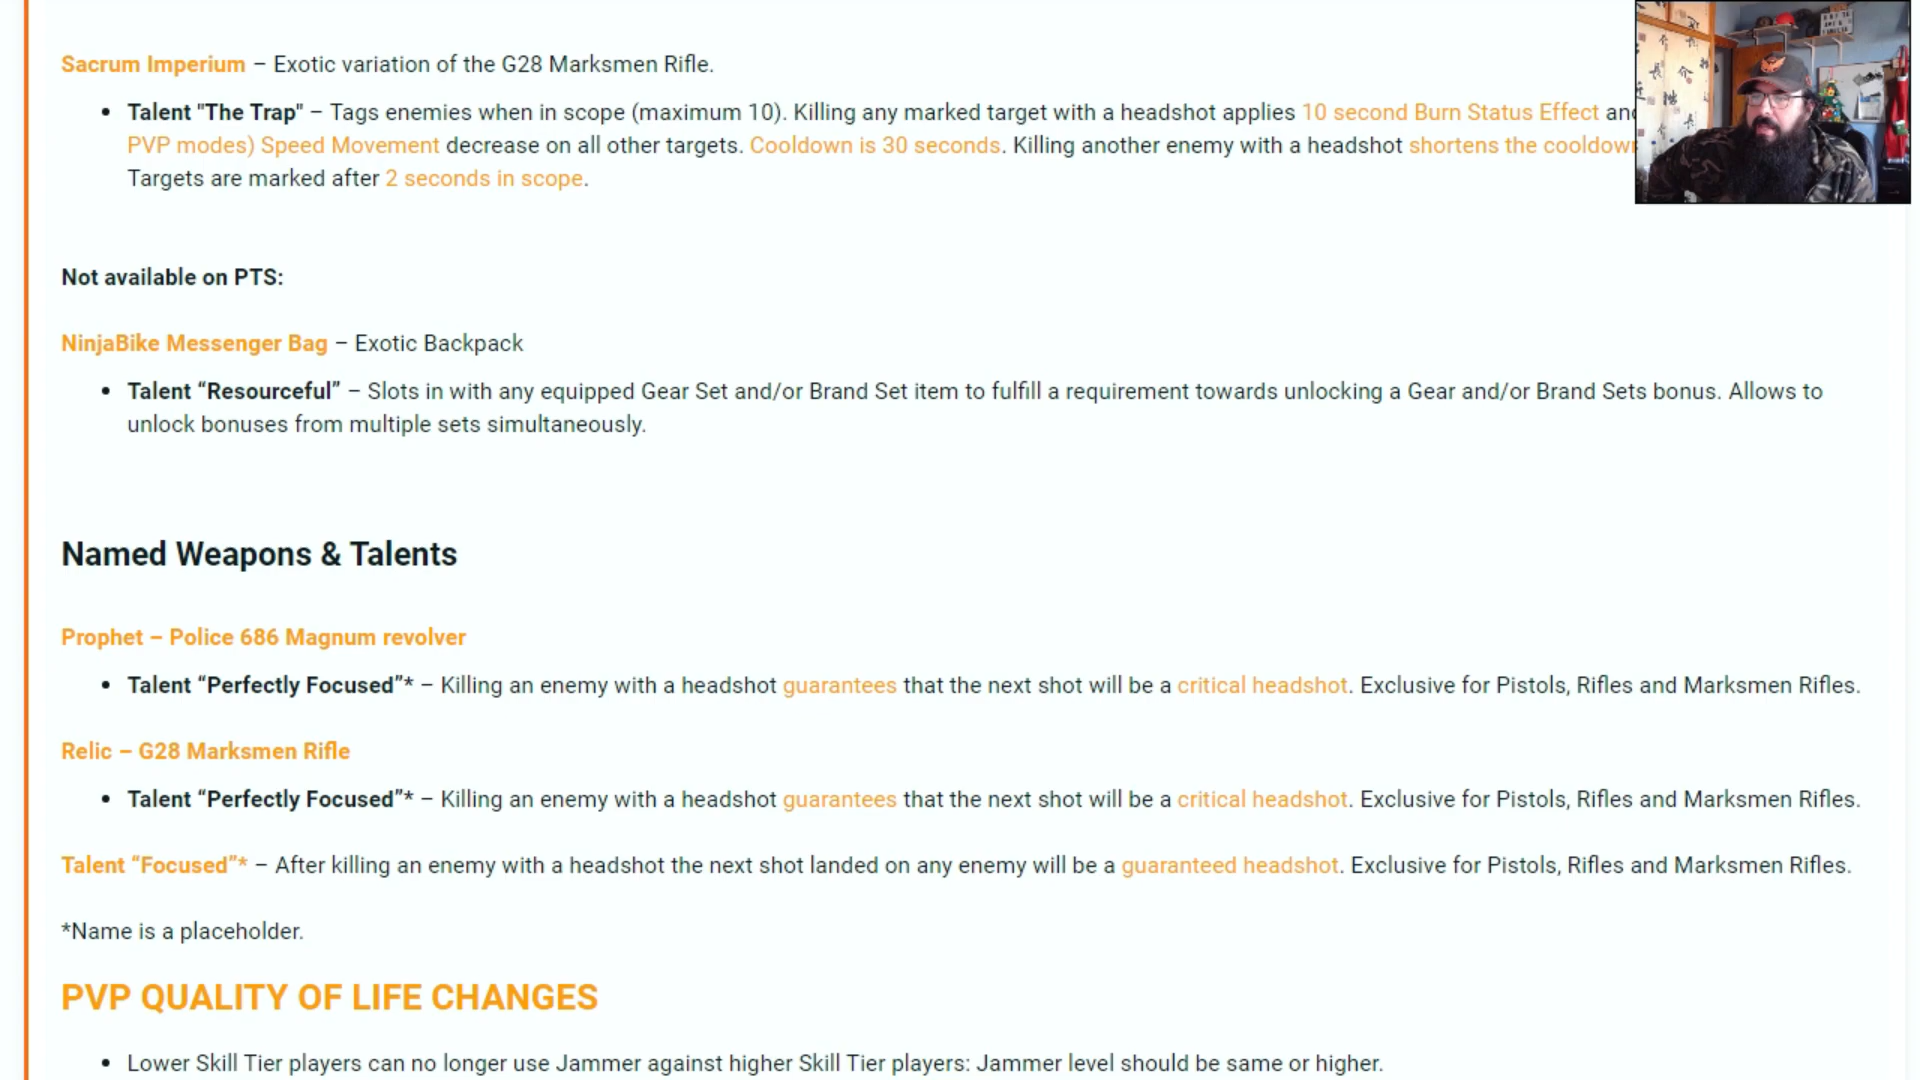 Sacrum Imperium – Exotic variation of the G28 Marksmen Rifle.
• Talent "The Trap" – Tags enemies when in scope (maximum 10). Killing any marked target with a headshot applies 10 second Burn Status Effect and
PVP modes) Speed Movement decrease on all other targets. Cooldown is 30 seconds. Killing another enemy with a headshot shortens the cooldown
Targets are marked after 2 seconds in scope.
Not available on PTS:
NinjaBike Messenger Bag – Exotic Backpack
• Talent “Resourceful” – Slots in with any equipped Gear Set and/or Brand Set item to fulfill a requirement towards unlocking a Gear and/or Brand Sets bonus. Allows to
unlock bonuses from multiple sets simultaneously.
Named Weapons & Talents
Prophet – Police 686 Magnum revolver
• Talent “Perfectly Focused”* – Killing an enemy with a headshot guarantees that the next shot will be a critical headshot. Exclusive for Pistols, Rifles and Marksmen Rifles.
Relic – G28 Marksmen Rifle
• Talent “Perfectly Focused”* – Killing an enemy with a headshot guarantees that the next shot will be a critical headshot. Exclusive for Pistols, Rifles and Marksmen Rifles.
Talent “Focused”* – After killing an enemy with a headshot the next shot landed on any enemy will be a guaranteed headshot. Exclusive for Pistols, Rifles and Marksmen Rifles.
*Name is a placeholder.
PVP QUALITY OF LIFE CHANGES
• Lower Skill Tier players can no longer use Jammer against higher Skill Tier players: Jammer level should be same or higher.